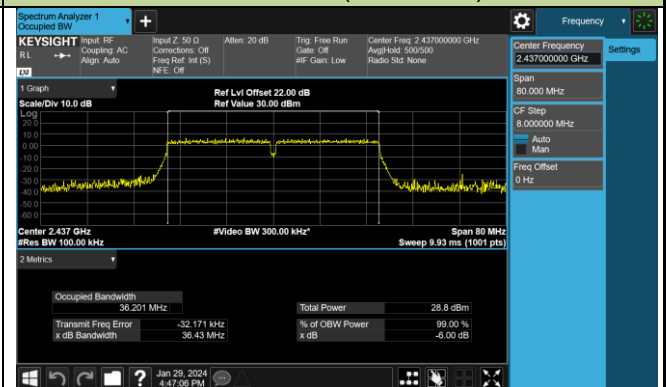 Spectrum Analyzer 1
Occupied BW
Frequency
KEYSIGHT
RL
LXI
Input: RF
Coupling: AC
Align: Auto
Input Z: 50 Ω
Corrections: Off
Freq Ref: Int (S)
NFE: Off
Atten: 20 dB
Trig: Free Run
Gate: Off
#IF Gain: Low
Center Freq: 2.437000000 GHz
Avg|Hold: 500/500
Radio Std: None
Center Frequency
2.437000000 GHz
Settings
Span
80.000 MHz
CF Step
8.000000 MHz
Auto
Man
Freq Offset
0 Hz
1 Graph
Scale/Div 10.0 dB
Ref Lvl Offset 22.00 dB
Ref Value 30.00 dBm
Log
20.0
10.0
0.00
-10.0
-20.0
-30.0
-40.0
-50.0
-60.0
Center 2.437 GHz
#Video BW 300.00 kHz*
Span 80 MHz
#Res BW 100.00 kHz
Sweep 9.93 ms (1001 pts)
2 Metrics
Occupied Bandwidth
36.201 MHz
Total Power
28.8 dBm
Transmit Freq Error
-32.171 kHz
% of OBW Power
99.00 %
x dB Bandwidth
36.43 MHz
x dB
-6.00 dB
Jan 29, 2024
4:47:06 PM